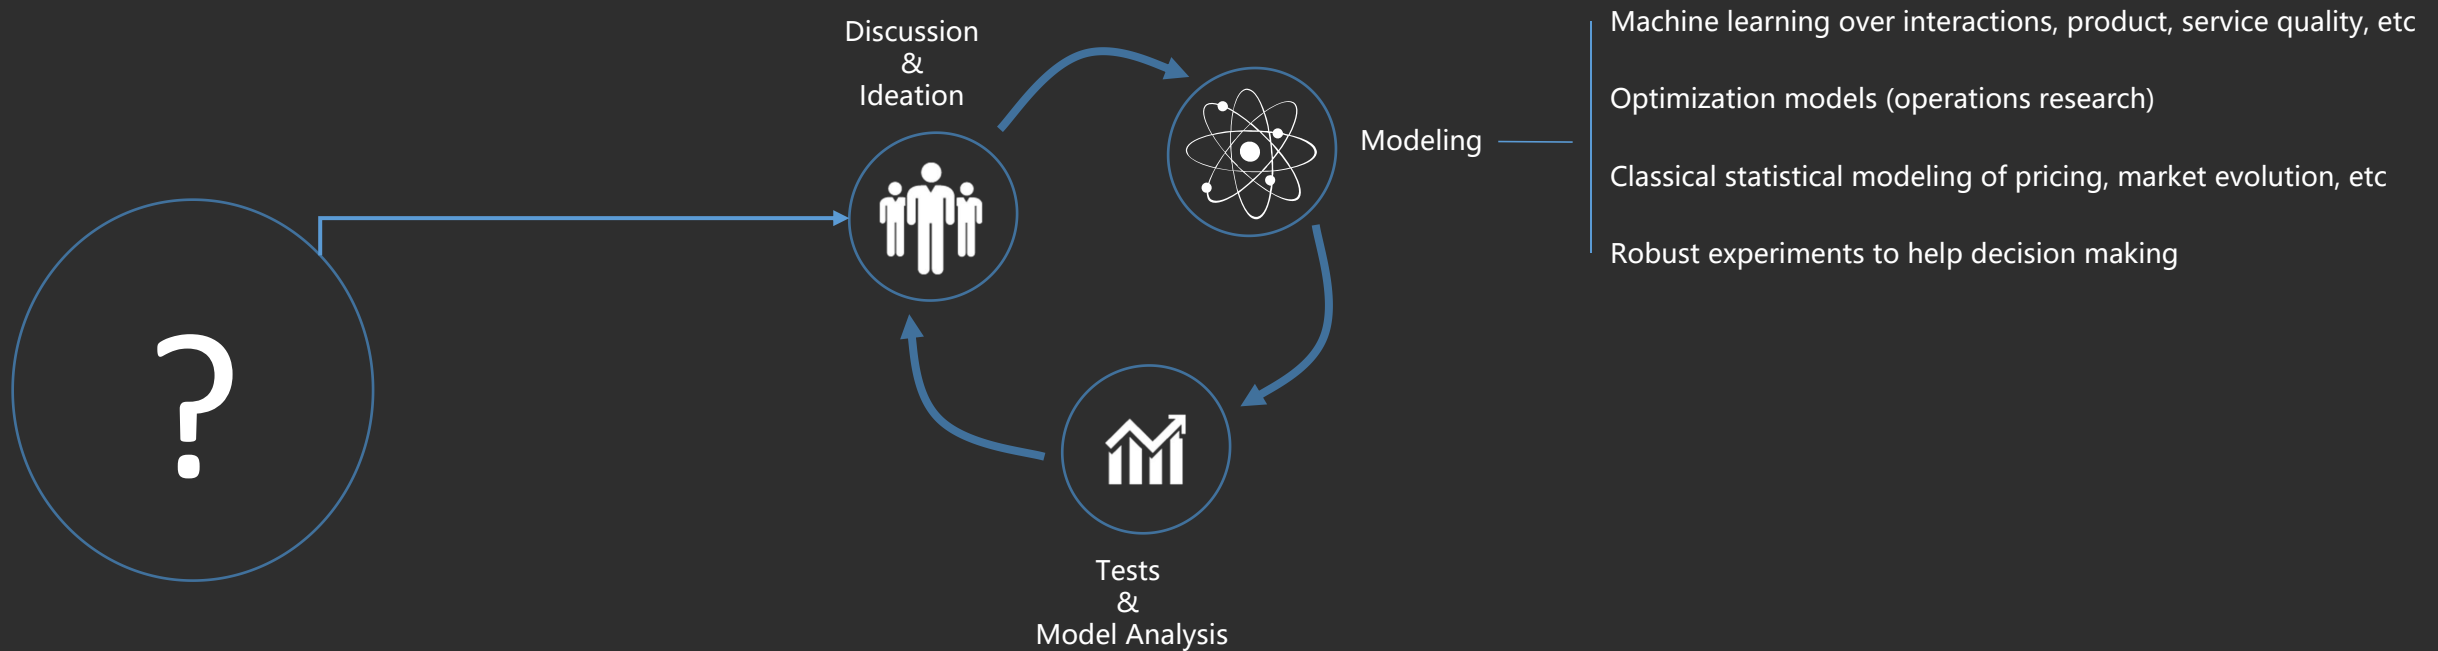 Discussion
&
Ideation
Modeling
Machine learning over interactions, product, service quality, etc
Optimization models (operations research)
Classical statistical modeling of pricing, market evolution, etc
Robust experiments to help decision making
?
Tests
&
Model Analysis